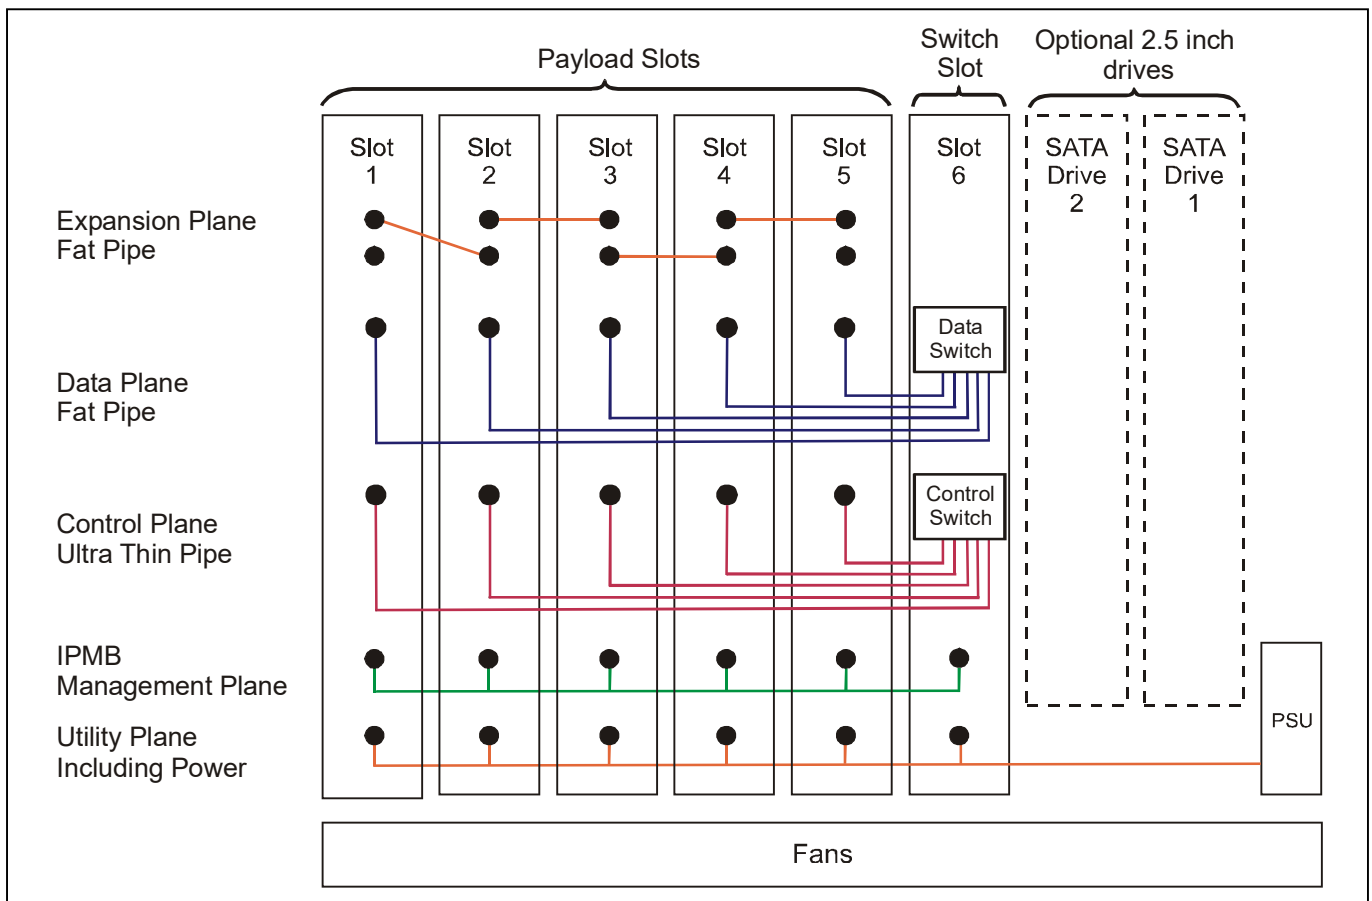 Payload Slots
Switch
Slot
Optional 2.5 inch
drives
Slot
1
Slot
2
Slot
3
Slot
4
Slot
5
Slot
6
SATA
Drive
2
SATA
Drive
1
Expansion Plane
Fat Pipe
Data Plane
Fat Pipe
Data
Switch
Control Plane
Ultra Thin Pipe
Control
Switch
IPMB
Management Plane
Utility Plane
Including Power
PSU
Fans